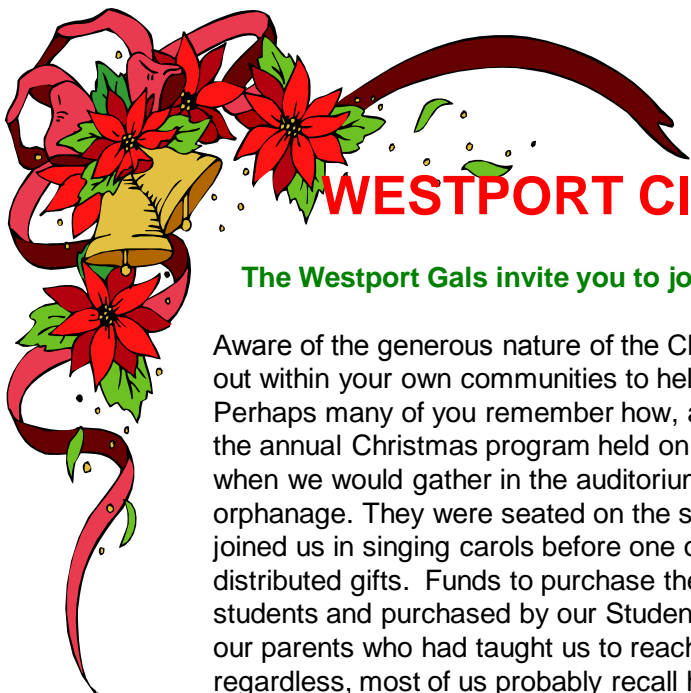 WESTPORT CI
The Westport Gals invite you to jo
Aware of the generous nature of the Cl
out within your own communities to hel
Perhaps many of you remember how, a
the annual Christmas program held on
when we would gather in the auditorium
orphanage. They were seated on the s
joined us in singing carols before one o
distributed gifts.  Funds to purchase the
students and purchased by our Studen
our parents who had taught us to reach
regardless, most of us probably recall h